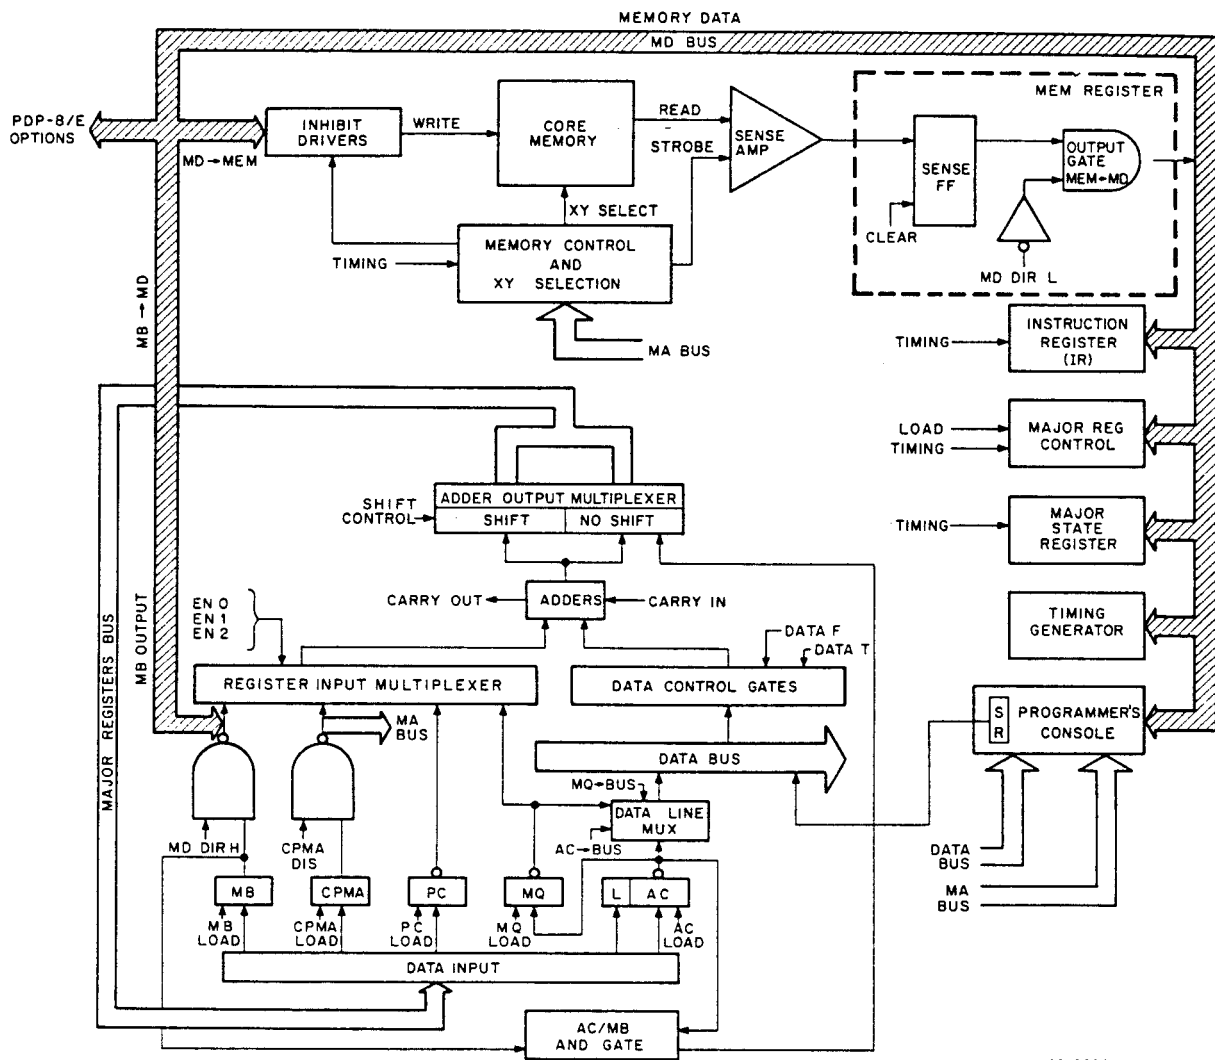 MEMORY DATA
MD BUS
PDP-8/E
OPTIONS
MD→MEM
INHIBIT
DRIVERS
WRITE
CORE
MEMORY
READ
STROBE
SENSE
AMP
MEM REGISTER
SENSE
FF
OUTPUT
GATE
MEM→MD
CLEAR
MD DIR L
XY SELECT
TIMING
MEMORY CONTROL
AND
XY SELECTION
MA BUS
MB→MD
TIMING
INSTRUCTION
REGISTER
(IR)
LOAD
TIMING
MAJOR REG
CONTROL
TIMING
MAJOR
STATE
REGISTER
TIMING
GENERATOR
SHIFT
CONTROL
ADDER OUTPUT MULTIPLEXER
SHIFT
NO SHIFT
CARRY OUT
ADDERS
CARRY IN
EN 0
EN 1
EN 2
DATA F
DATA T
REGISTER INPUT MULTIPLEXER
DATA CONTROL GATES
MAJOR REGISTERS BUS
MB OUTPUT
MA
BUS
DATA BUS
S
R
PROGRAMMER'S
CONSOLE
MQ→BUS
DATA LINE
MUX
AC→BUS
MD DIR H
CPMA
DIS
DATA
BUS
MA
BUS
MB
CPMA
PC
MQ
L
AC
MB
LOAD
CPMA
LOAD
PC
LOAD
MQ
LOAD
AC
LOAD
DATA INPUT
AC/MB
AND GATE